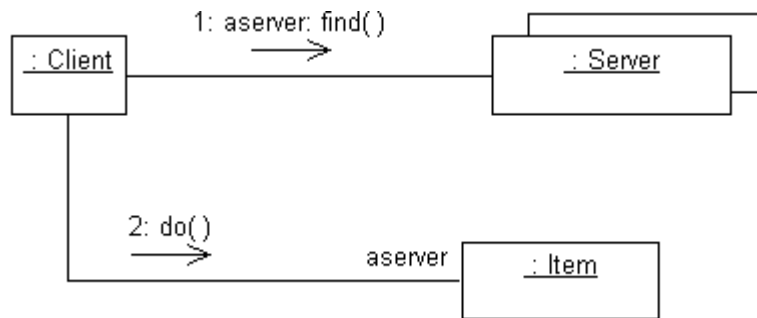 1: aserver: find( )
: Client
: Server
2: do( )
aserver
: Item